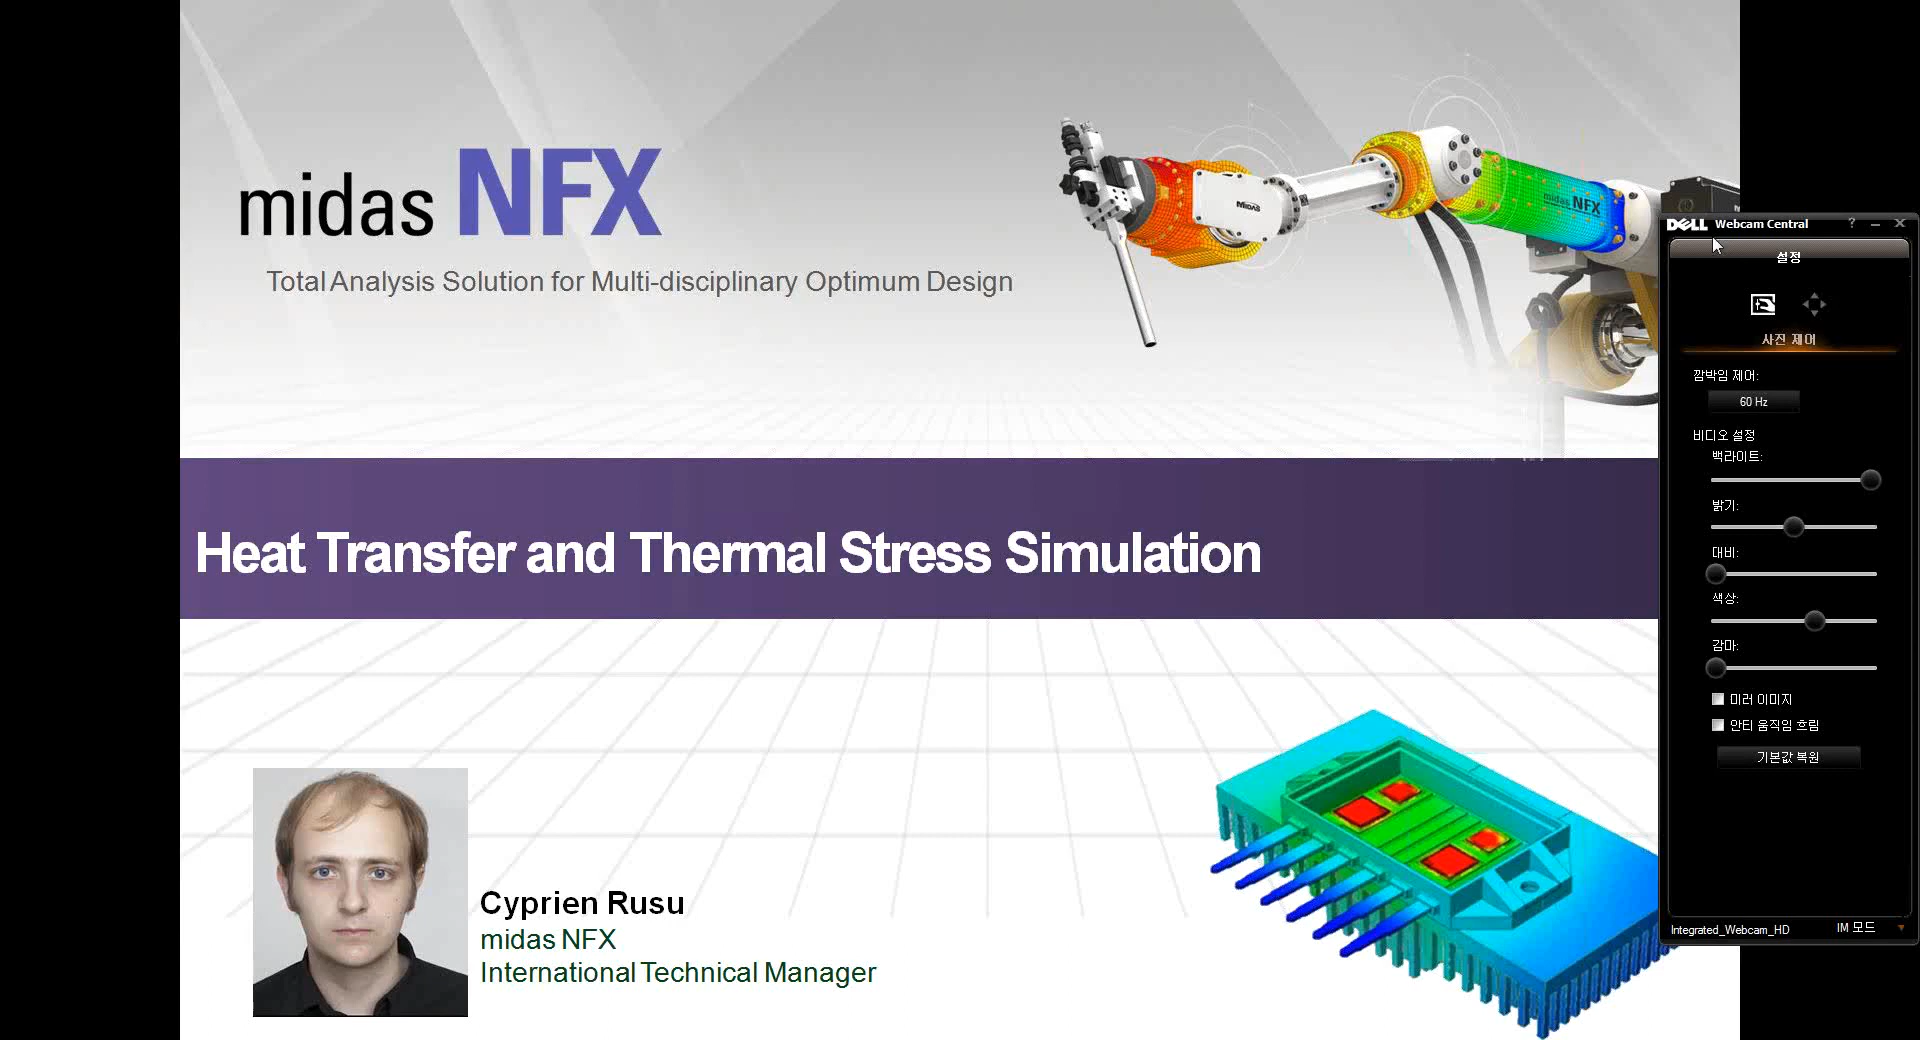 midas NFX
Total Analysis Solution for Multi-disciplinary Optimum Design
MIDAS
midas NFX
Heat Transfer and Thermal Stress Simulation
Cyprien Rusu
midas NFX
International Technical Manager
DELL Webcam Central
설정
사진 제어
깜박임 제어:
60 Hz
비디오 설정
백라이트:
밝기:
대비:
색상:
감마:
미러 이미지
안티 움직임 흐림
기본값 복원
Integrated_Webcam_HD
IM 모드